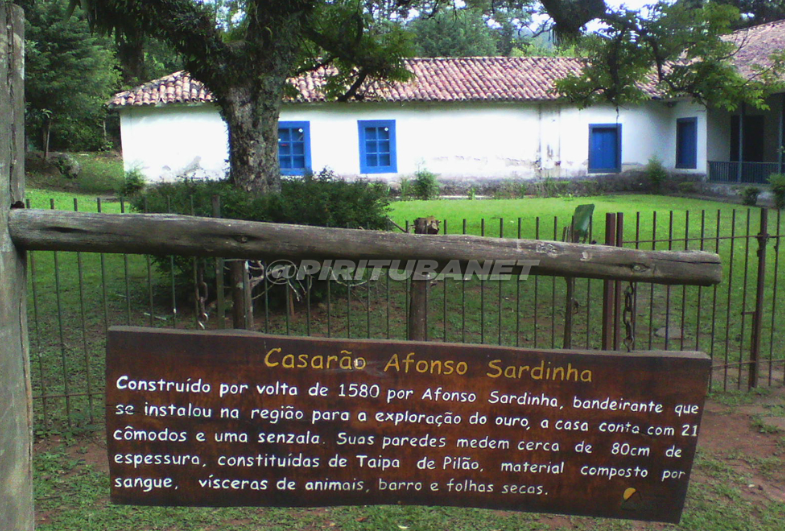 @PIRITUBANET
Casarão Afonso Sardinha
Construído por volta de 1580 por Afonso Sardinha, bandeirante que
se instalou na região para a exploração do ouro, a casa conta com 21
cômodos e uma senzala. Suas paredes medem cerca de 80cm de
espessura, constituídas de Taipa de Pilão, material composto por
sangue, vísceras de animais, barro e folhas secas.